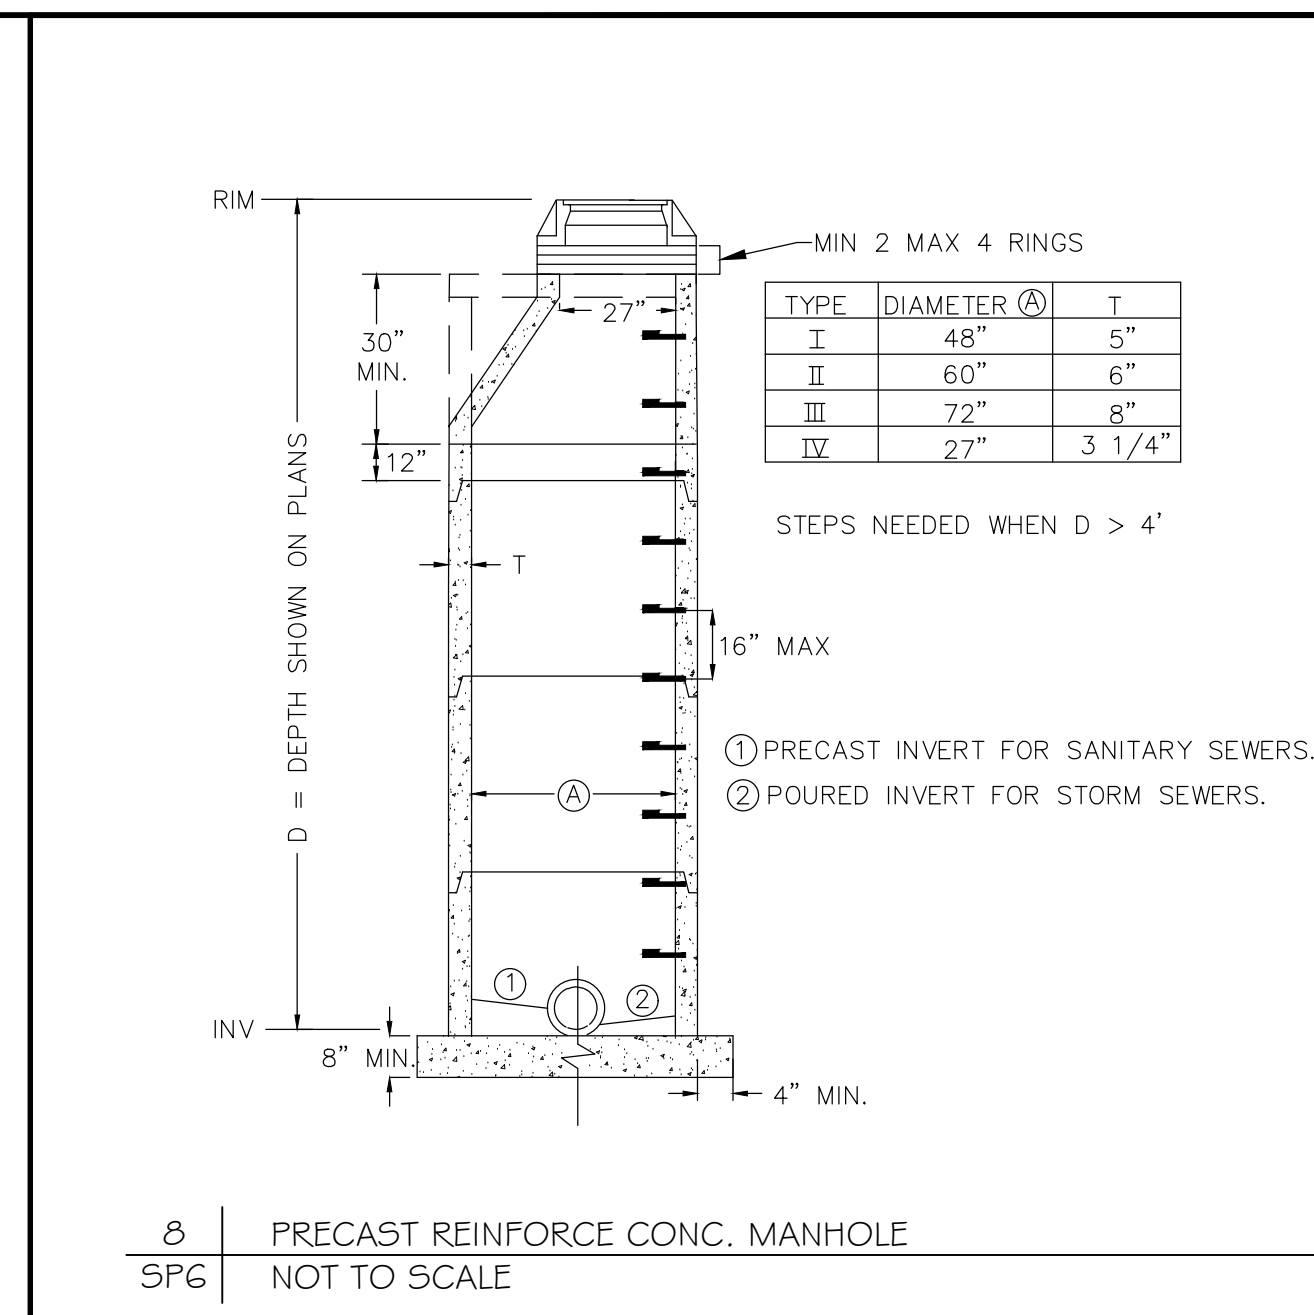 RIM
MIN 2 MAX 4 RINGS
27"
30"
MIN.
12"
TYPE DIAMETER Ⓐ T
I 48" 5"
II 60" 6"
III 72" 8"
IV 27" 3 1/4"
STEPS NEEDED WHEN D > 4'
D = DEPTH SHOWN ON PLANS
T
16" MAX
① PRECAST INVERT FOR SANITARY SEWERS.
② POURED INVERT FOR STORM SEWERS.
Ⓐ
①
②
INV
8" MIN.
4" MIN.
8 PRECAST REINFORCE CONC. MANHOLE
SP6 NOT TO SCALE